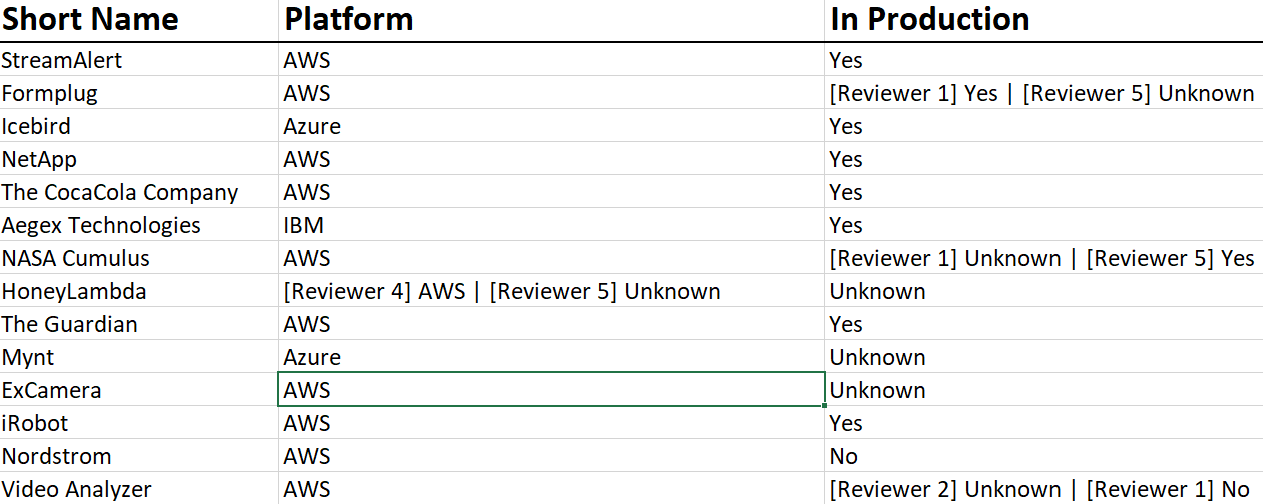 Short Name Platform In Production
StreamAlert AWS Yes
Formplug AWS [Reviewer 1] Yes | [Reviewer 5] Unknown
Icebird Azure Yes
NetApp AWS Yes
The CocaCola Company AWS Yes
Aegex Technologies IBM Yes
NASA Cumulus AWS [Reviewer 1] Unknown | [Reviewer 5] Yes
HoneyLambda [Reviewer 4] AWS | [Reviewer 5] Unknown Unknown
The Guardian AWS Yes
Mynt Azure Unknown
ExCamera AWS Unknown
iRobot AWS Yes
Nordstrom AWS No
Video Analyzer AWS [Reviewer 2] Unknown | [Reviewer 1] No